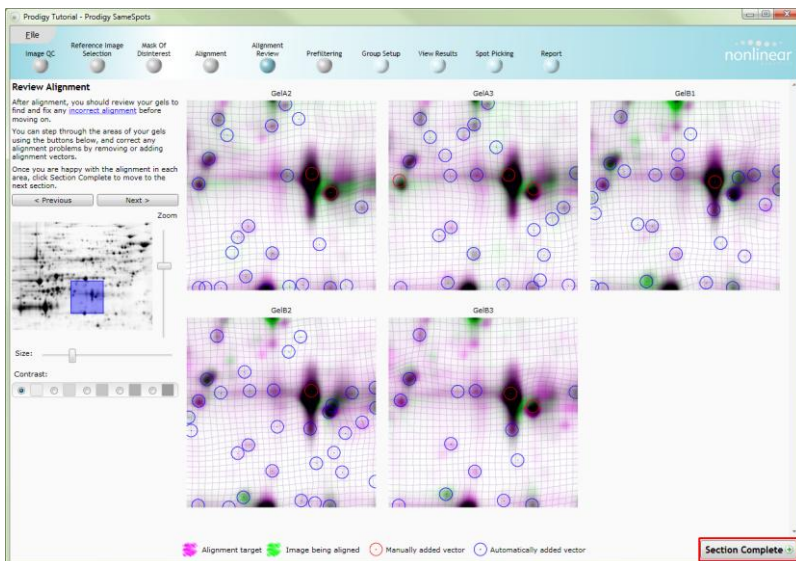 Prodigy Tutorial - Prodigy SameSpots
File
Image QC
Reference Image
Selection
Mask Of
Disinterest
Alignment
Alignment
Review
Prefiltering
Group Setup
View Results
Spot Picking
Report
nonlinear
Review Alignment
After alignment, you should review your gels to
find and fix any incorrect alignment before
moving on.
You can step through the areas of your gels
using the buttons below, and correct any
alignment problems by removing or adding
alignment vectors.
Once you are happy with the alignment in each
area, click Section Complete to move to the
next section.
< Previous
Next >
Zoom
Size:
Contrast:
GelA2
GelA3
GelB1
GelB2
GelB3
Alignment target
Image being aligned
Manually added vector
Automatically added vector
Section Complete